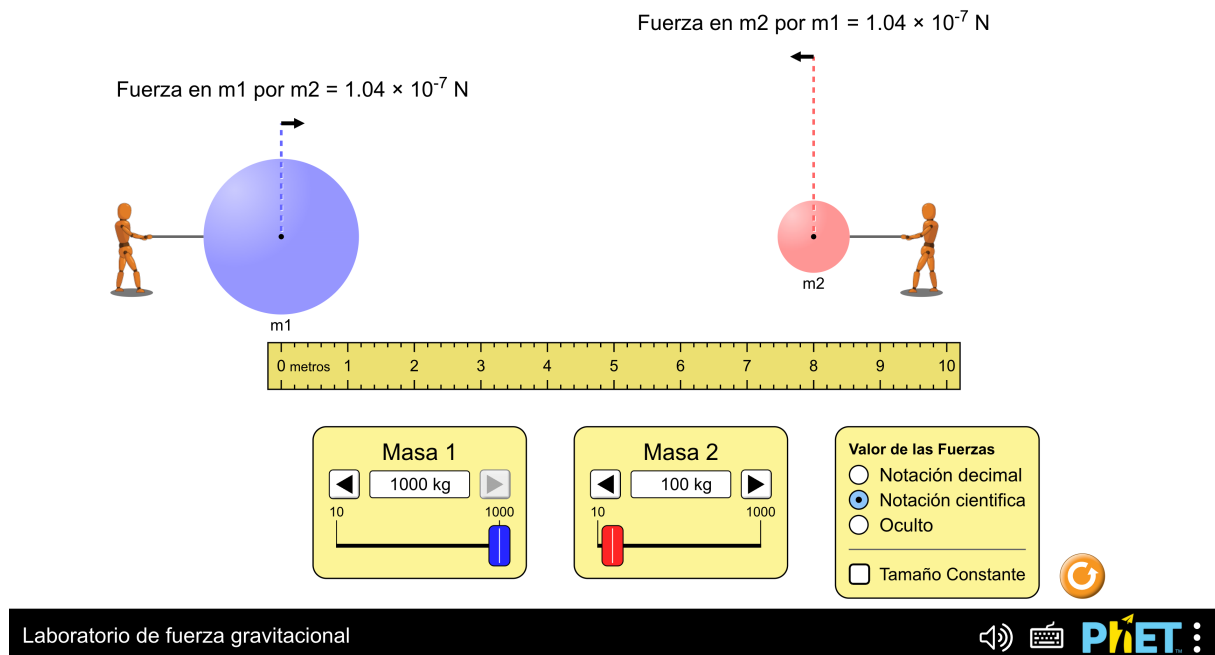 Fuerza en m2 por m1 = 1.04 × 10⁻⁷ N
Fuerza en m1 por m2 = 1.04 × 10⁻⁷ N
m2
m1
0 metros 1 2 3 4 5 6 7 8 9 10
Masa 1
1000 kg
10 1000
Masa 2
100 kg
10 1000
Valor de las Fuerzas
Notación decimal
Notación cientifica
Oculto
Tamaño Constante
Laboratorio de fuerza gravitacional
PhET